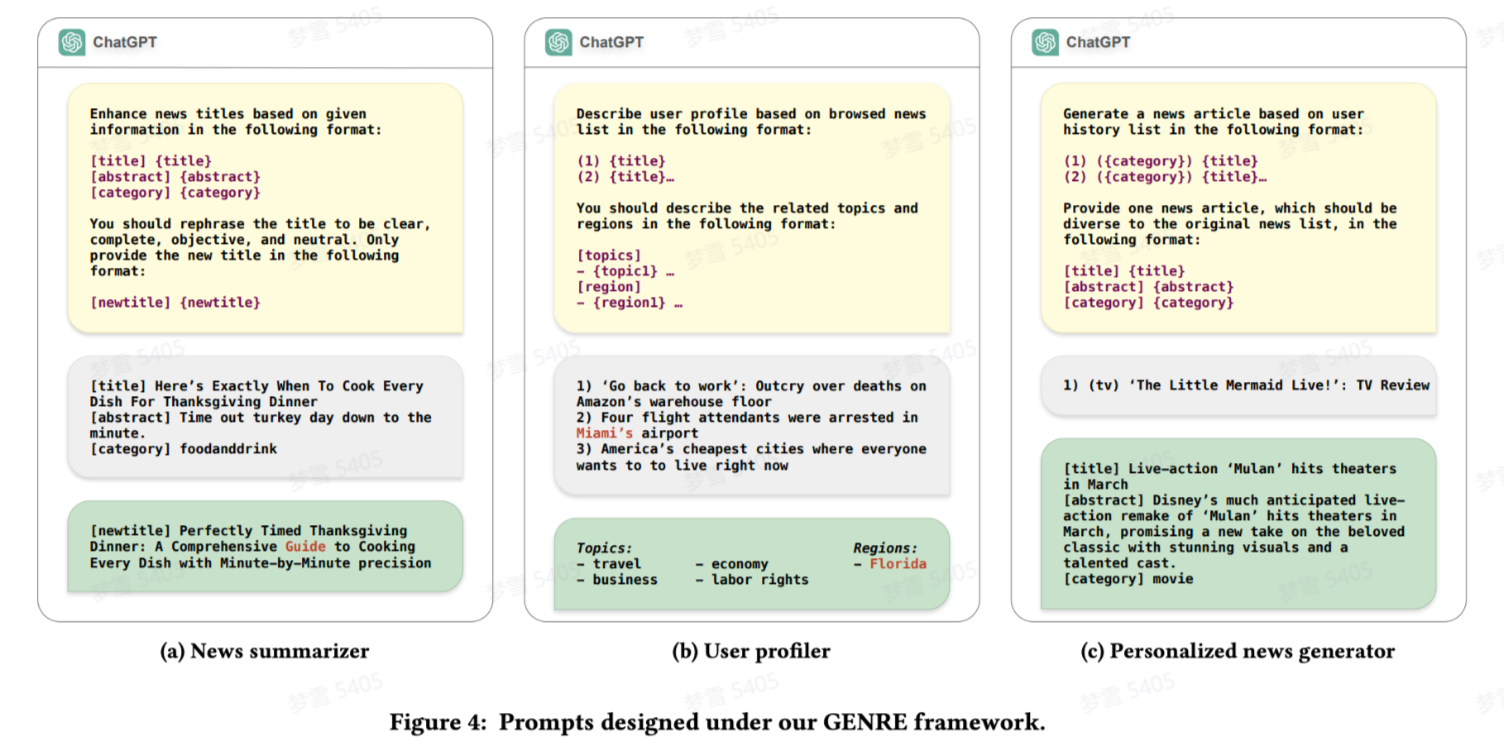 ChatGPT
Enhance news titles based on given
information in the following format:
[title] {title}
[abstract] {abstract}
[category] {category}
You should rephrase the title to be clear,
complete, objective, and neutral. Only
provide the new title in the following
format:
[newtitle] {newtitle}
[title] Here's Exactly When To Cook Every
Dish For Thanksgiving Dinner
[abstract] Time out turkey day down to the
minute.
[category] foodanddrink
[newtitle] Perfectly Timed Thanksgiving
Dinner: A Comprehensive Guide to Cooking
Every Dish with Minute-by-Minute precision
(a) News summarizer
ChatGPT
Describe user profile based on browsed news
list in the following format:
(1) {title}
(2) {title}…
You should describe the related topics and
regions in the following format:
[topics]
- {topic1} …
[region]
- {region1} …
1) 'Go back to work': Outcry over deaths on
Amazon's warehouse floor
2) Four flight attendants were arrested in
Miami's airport
3) America's cheapest cities where everyone
wants to to live right now
Topics: Regions:
- travel - economy - Florida
- business - labor rights
(b) User profiler
ChatGPT
Generate a news article based on user
history list in the following format:
(1) ({category}) {title}
(2) ({category}) {title}…
Provide one news article, which should be
diverse to the original news list, in the
following format:
[title] {title}
[abstract] {abstract}
[category] {category}
1) (tv) 'The Little Mermaid Live!': TV Review
[title] Live-action 'Mulan' hits theaters
in March
[abstract] Disney's much anticipated live-
action remake of 'Mulan' hits theaters in
March, promising a new take on the beloved
classic with stunning visuals and a
talented cast.
[category] movie
(c) Personalized news generator
Figure 4: Prompts designed under our GENRE framework.
梦雪 5405